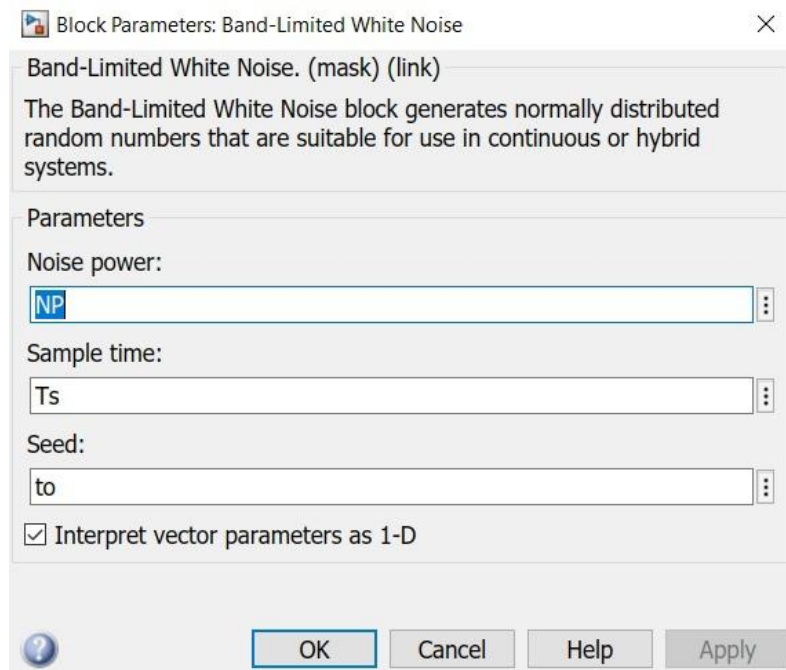 Block Parameters: Band-Limited White Noise
Band-Limited White Noise. (mask) (link)
The Band-Limited White Noise block generates normally distributed
random numbers that are suitable for use in continuous or hybrid
systems.
Parameters
Noise power:
NP
Sample time:
Ts
Seed:
to
Interpret vector parameters as 1-D
OK Cancel Help Apply